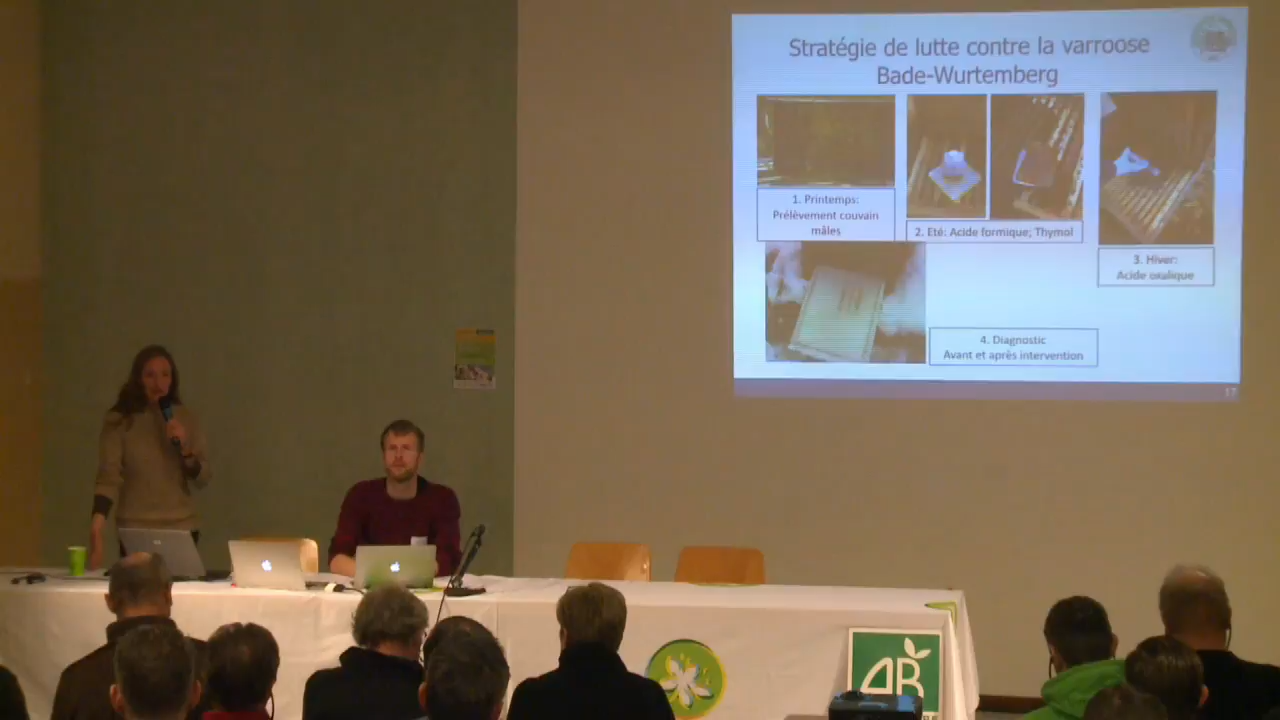 Stratégie de lutte contre la varroose
Bade-Wurtemberg
1. Printemps:
Prélèvement couvain
mâles
2. Eté: Acide formique; Thymol
3. Hiver:
Acide oxalique
4. Diagnostic
Avant et après intervention
17
AB